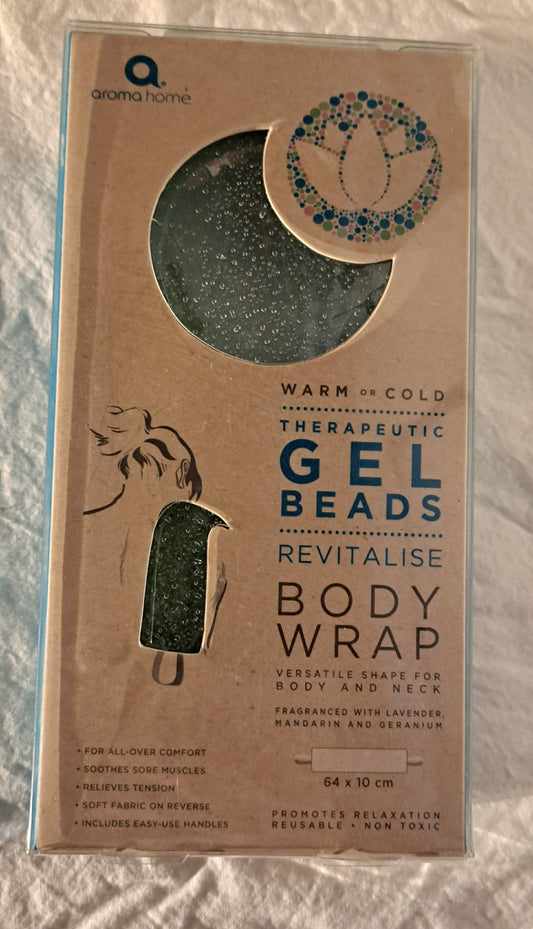 a
aroma home
WARM OR COLD
THERAPEUTIC
GEL
BEADS
REVITALISE
BODY
WRAP
VERSATILE SHAPE FOR
BODY AND NECK
FRAGRANCED WITH LAVENDER,
MANDARIN AND GERANIUM
64 x 10 cm
PROMOTES RELAXATION
REUSABLE • NON TOXIC
• FOR ALL-OVER COMFORT
• SOOTHES SORE MUSCLES
• RELIEVES TENSION
• SOFT FABRIC ON REVERSE
• INCLUDES EASY-USE HANDLES